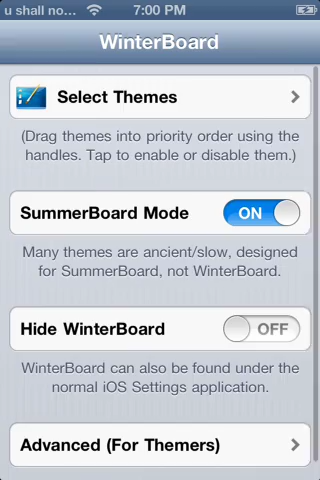 u shall no... 7:00 PM
WinterBoard
Select Themes
(Drag themes into priority order using the
handles. Tap to enable or disable them.)
SummerBoard Mode ON
Many themes are ancient/slow, designed
for SummerBoard, not WinterBoard.
Hide WinterBoard OFF
WinterBoard can also be found under the
normal iOS Settings application.
Advanced (For Themers)